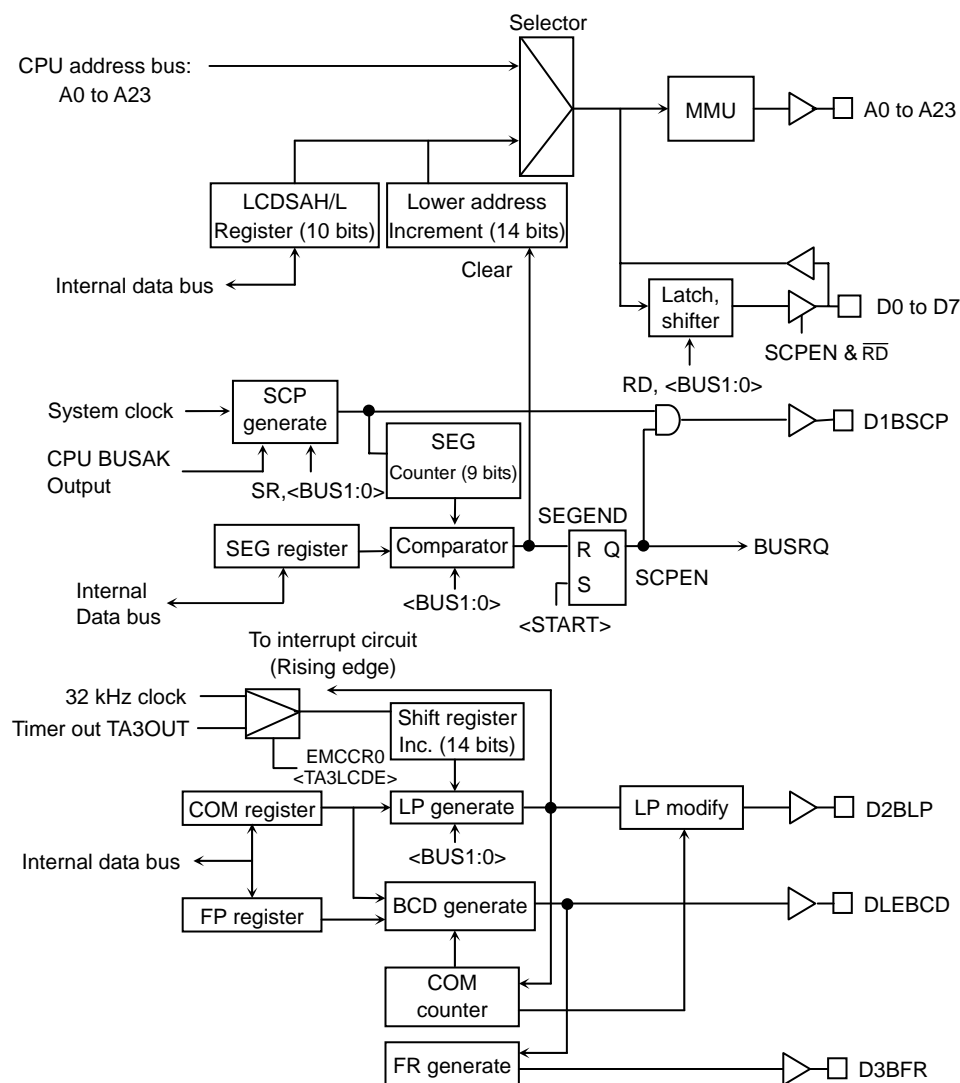 Selector
CPU address bus:
A0 to A23
MMU
A0 to A23
LCDSAH/L
Register (10 bits)
Lower address
Increment (14 bits)
Internal data bus
Clear
Latch,
shifter
D0 to D7
SCPEN & RD
RD, <BUS1:0>
System clock
SCP
generate
D1BSCP
CPU BUSAK
Output
SR,<BUS1:0>
SEG
Counter (9 bits)
SEGEND
SEG register
Comparator
R Q
S
BUSRQ
SCPEN
Internal
Data bus
<BUS1:0>
<START>
To interrupt circuit
(Rising edge)
32 kHz clock
Timer out TA3OUT
Shift register
Inc. (14 bits)
EMCCR0
<TA3LCDE>
COM register
LP generate
LP modify
D2BLP
<BUS1:0>
Internal data bus
FP register
BCD generate
DLEBCD
COM
counter
FR generate
D3BFR